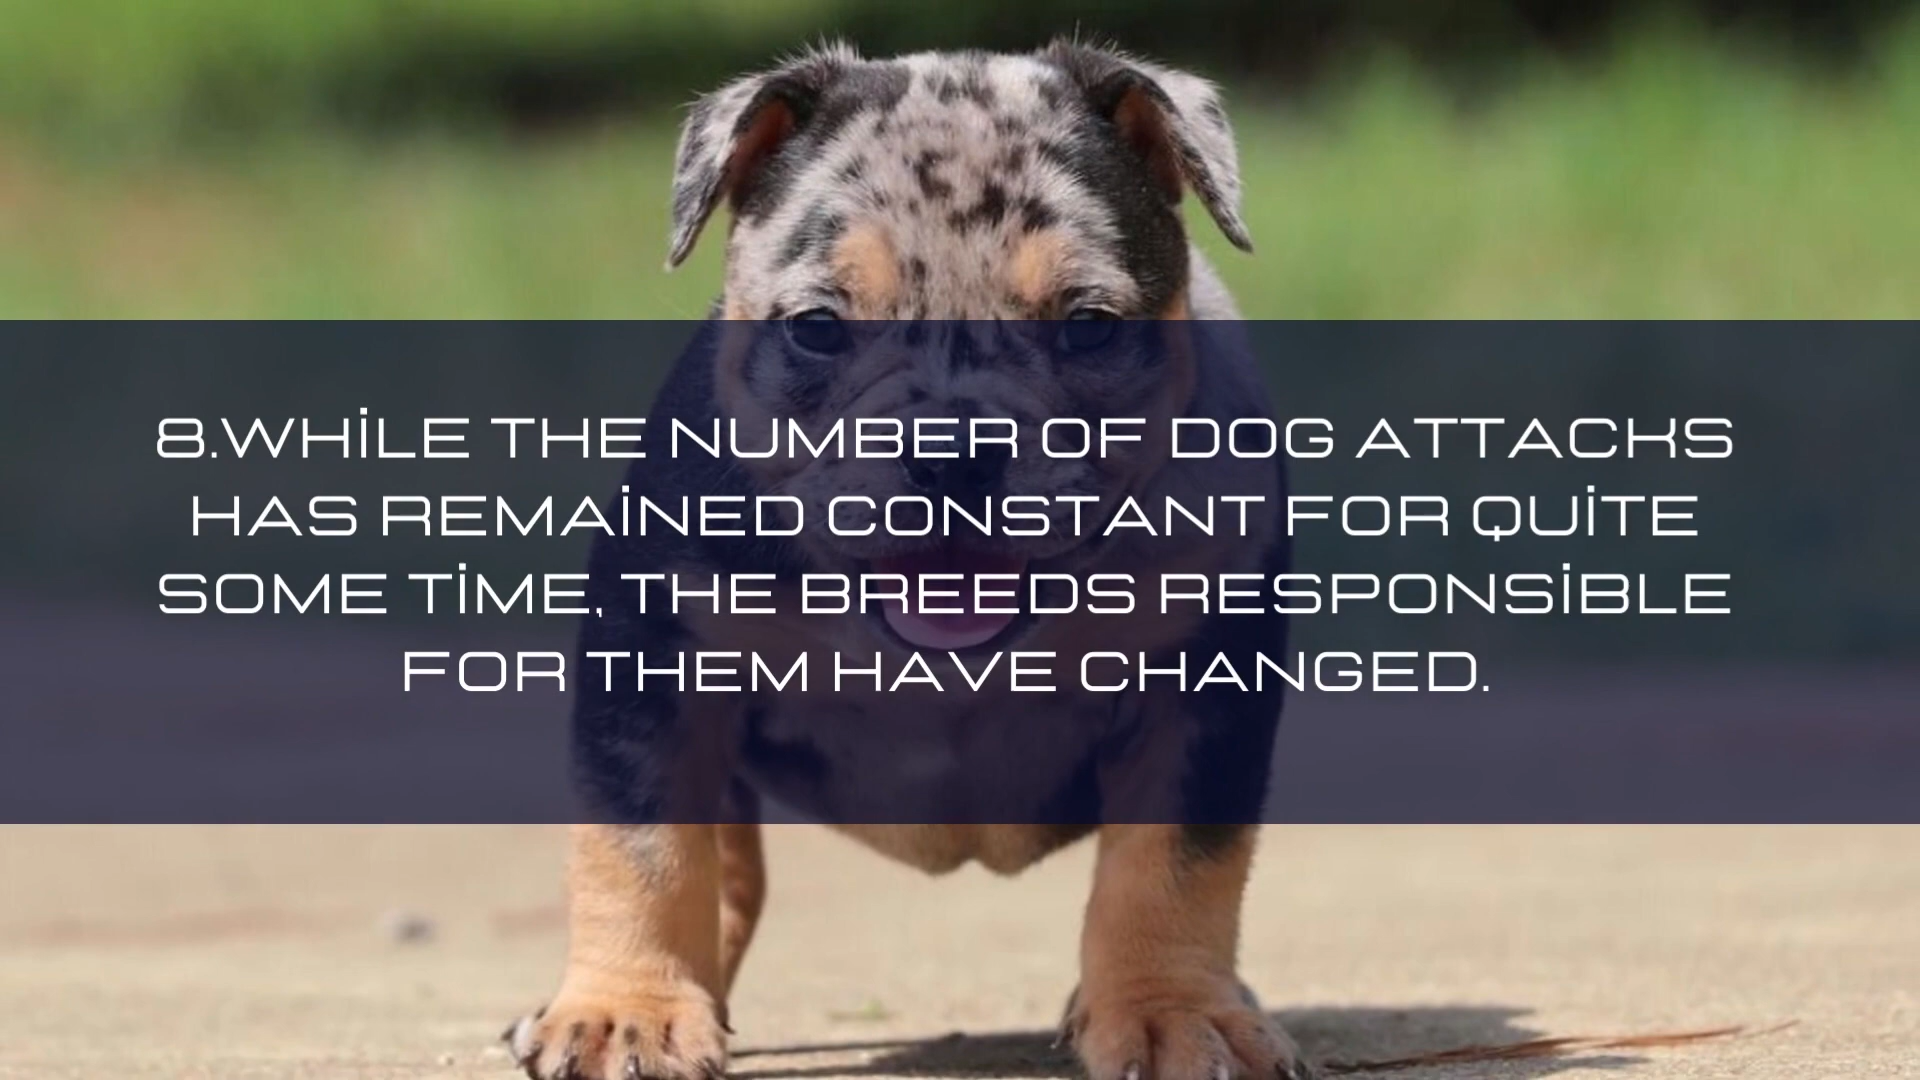 8.WHİLE THE NUMBER OF DOG ATTACKS
HAS REMAİNED CONSTANT FOR QUİTE
SOME TİME, THE BREEDS RESPONSİBLE
FOR THEM HAVE CHANGED.